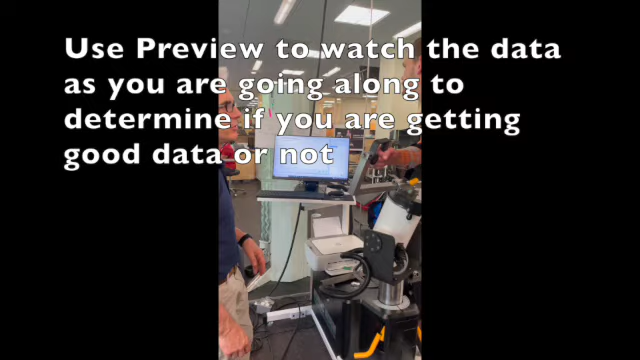 Use Preview to watch the data
as you are going along to
determine if you are getting
good data or not